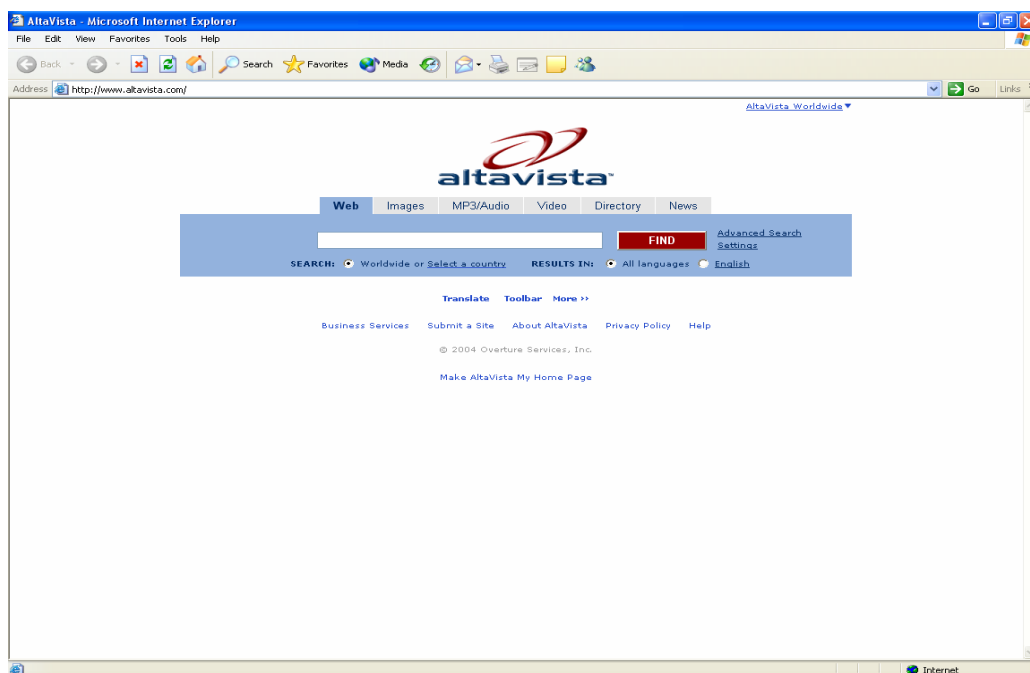 AltaVista - Microsoft Internet Explorer
File Edit View Favorites Tools Help
Back Search Favorites Media
Address http://www.altavista.com/ Go Links
AltaVista Worldwide
altavista™
Web Images MP3/Audio Video Directory News
FIND
Advanced Search
Settings
SEARCH: Worldwide or Select a country RESULTS IN: All languages English
Translate Toolbar More >>
Business Services Submit a Site About AltaVista Privacy Policy Help
© 2004 Overture Services, Inc.
Make AltaVista My Home Page
Internet